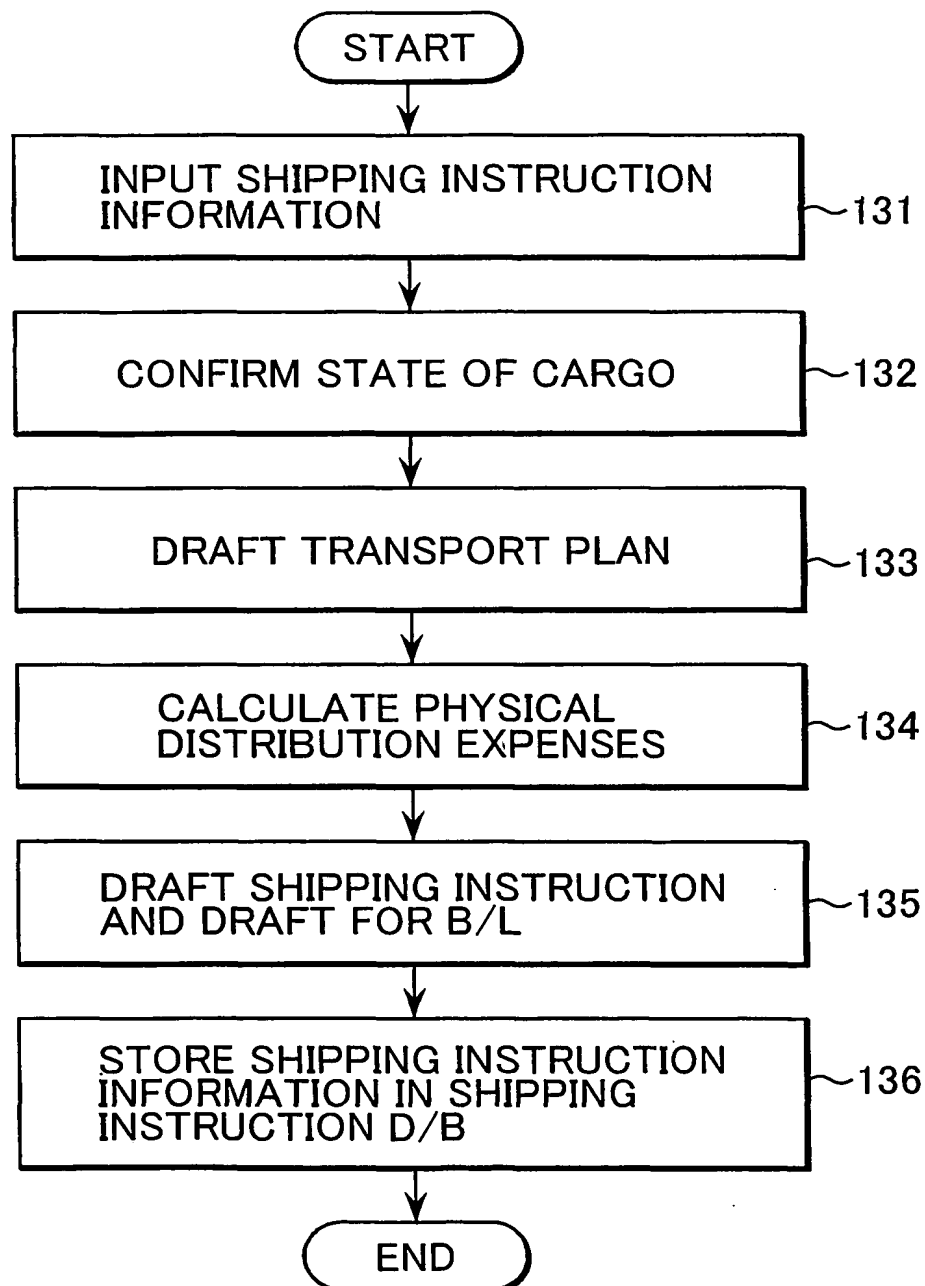 START
INPUT SHIPPING INSTRUCTION
INFORMATION
131
CONFIRM STATE OF CARGO
132
DRAFT TRANSPORT PLAN
133
CALCULATE PHYSICAL
DISTRIBUTION EXPENSES
134
DRAFT SHIPPING INSTRUCTION
AND DRAFT FOR B/L
135
STORE SHIPPING INSTRUCTION
INFORMATION IN SHIPPING
INSTRUCTION D/B
136
END